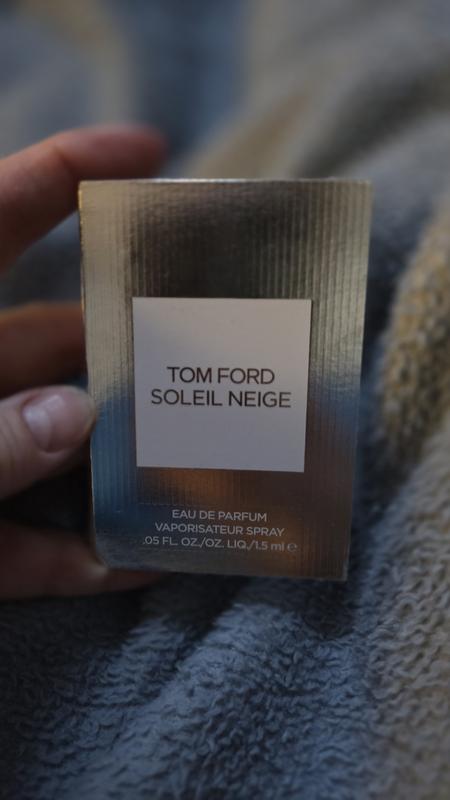 TOM FORD
SOLEIL NEIGE
EAU DE PARFUM
VAPORISATEUR SPRAY
.05 FL. OZ./OZ. LIQ./1.5 ml ℮